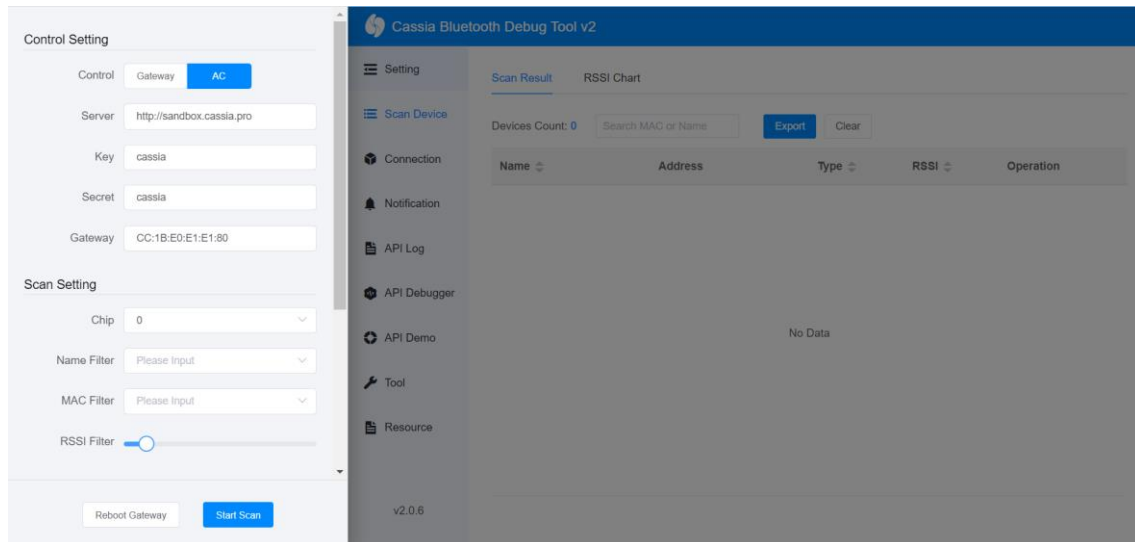 Control Setting
Control Gateway AC
Server http://sandbox.cassia.pro
Key cassia
Secret cassia
Gateway CC:1B:E0:E1:E1:80
Scan Setting
Chip 0
Name Filter Please Input
MAC Filter Please Input
RSSI Filter
Reboot Gateway Start Scan
Cassia Bluetooth Debug Tool v2
Setting
Scan Device
Connection
Notification
API Log
API Debugger
API Demo
Tool
Resource
v2.0.6
Scan Result RSSI Chart
Devices Count: 0 Search MAC or Name Export Clear
Name Address Type RSSI Operation
No Data